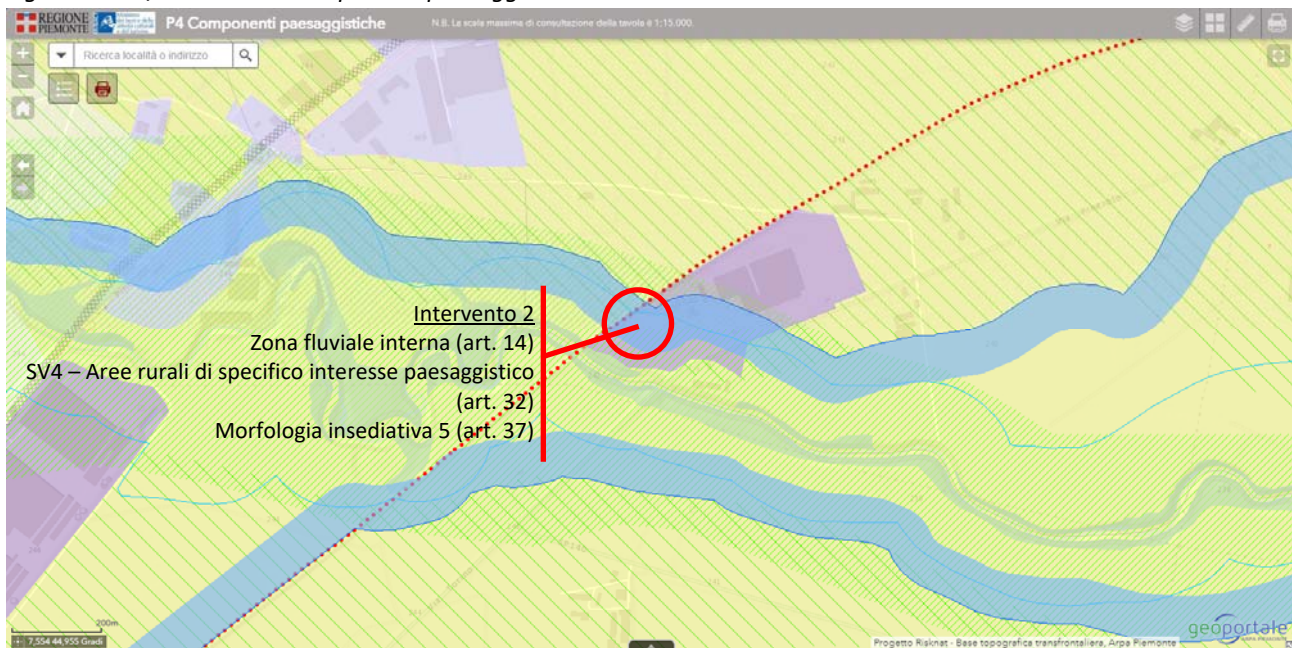 REGIONE
PIEMONTE
P4 Componenti paesaggistiche
N.B. La scala massima di consultazione della tavola è 1:15.000.
Ricerca località o indirizzo
Intervento 2
Zona fluviale interna (art. 14)
SV4 – Aree rurali di specifico interesse paesaggistico
(art. 32)
Morfologia insediativa 5 (art. 37)
200m
7,554 44,955 Gradi
Progetto Risknat - Base topografica transfrontaliera, Arpa Piemonte
geoportale
ARPA PIEMONTE